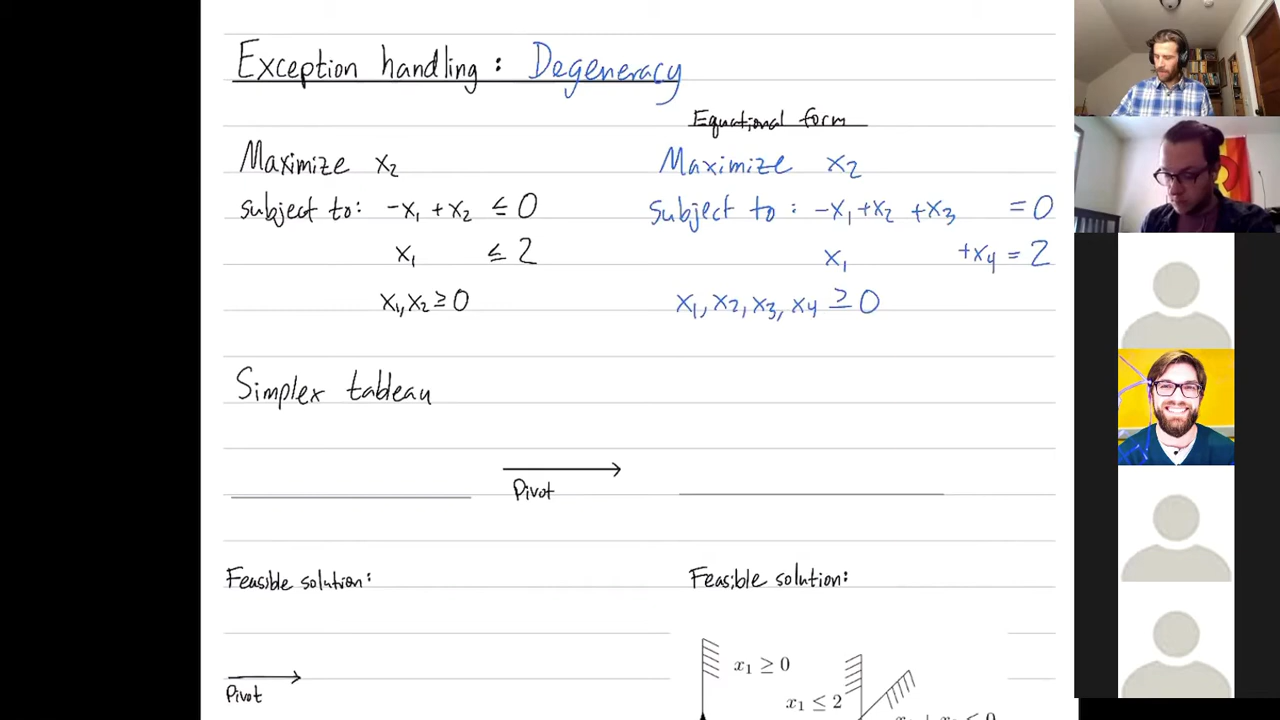 Exception handling: Degeneracy
Equational form
Maximize x₂
subject to: -x₁ + x₂ ≤ 0
x₁ ≤ 2
x₁, x₂ ≥ 0
Maximize x₂
subject to: -x₁ + x₂ + x₃ = 0
x₁ + x₄ = 2
x₁, x₂, x₃, x₄ ≥ 0
Simplex tableau
Pivot
Feasible solution:
Feasible solution:
Pivot
x₁ ≥ 0
x₁ ≤ 2